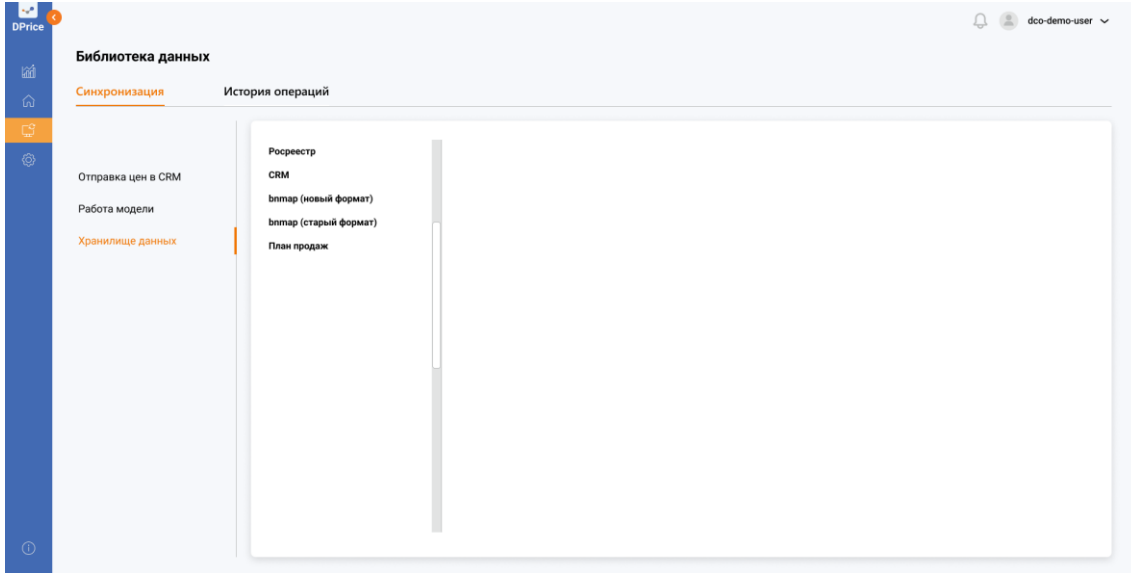 DPrice
dco-demo-user
Библиотека данных
Синхронизация
История операций
Отправка цен в CRM
Работа модели
Хранилище данных
Росреестр
CRM
bnmap (новый формат)
bnmap (старый формат)
План продаж